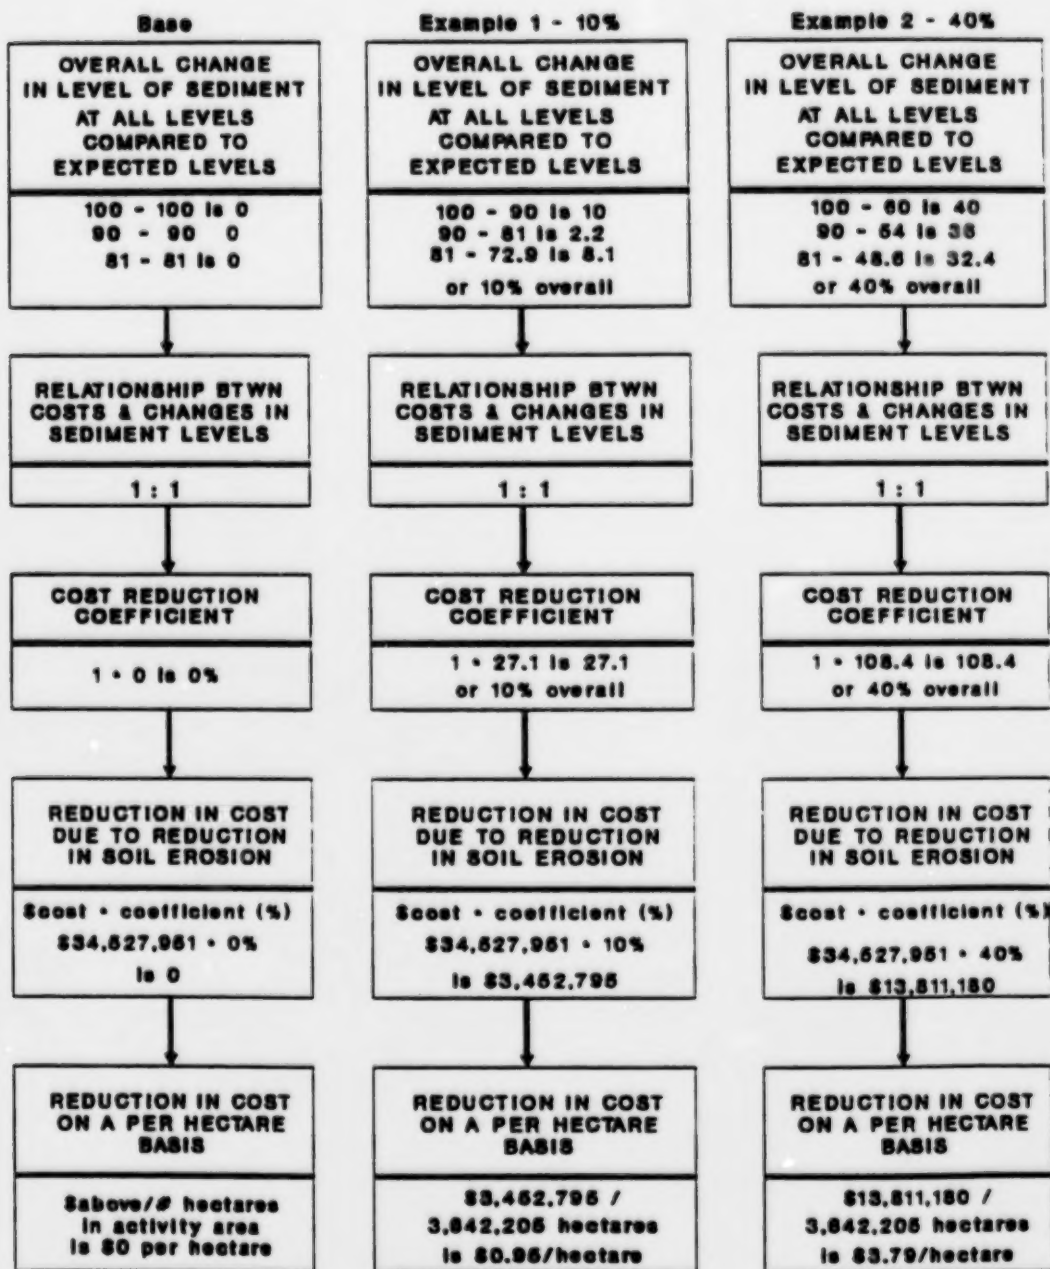 Base
OVERALL CHANGE
IN LEVEL OF SEDIMENT
AT ALL LEVELS
COMPARED TO
EXPECTED LEVELS
100 - 100 is 0
90 - 90 0
81 - 81 is 0
RELATIONSHIP BTWN
COSTS & CHANGES IN
SEDIMENT LEVELS
1 : 1
COST REDUCTION
COEFFICIENT
1 * 0 is 0%
REDUCTION IN COST
DUE TO REDUCTION
IN SOIL EROSION
$cost * coefficient (%)
$34,527,951 * 0%
is 0
REDUCTION IN COST
ON A PER HECTARE
BASIS
$above/# hectares
in activity area
is $0 per hectare
Example 1 - 10%
OVERALL CHANGE
IN LEVEL OF SEDIMENT
AT ALL LEVELS
COMPARED TO
EXPECTED LEVELS
100 - 90 is 10
90 - 81 is 2.2
81 - 72.9 is 8.1
or 10% overall
RELATIONSHIP BTWN
COSTS & CHANGES IN
SEDIMENT LEVELS
1 : 1
COST REDUCTION
COEFFICIENT
1 * 27.1 is 27.1
or 10% overall
REDUCTION IN COST
DUE TO REDUCTION
IN SOIL EROSION
$cost * coefficient (%)
$34,527,951 * 10%
is $3,452,795
REDUCTION IN COST
ON A PER HECTARE
BASIS
$3,452,795 /
3,642,205 hectares
is $0.95/hectare
Example 2 - 40%
OVERALL CHANGE
IN LEVEL OF SEDIMENT
AT ALL LEVELS
COMPARED TO
EXPECTED LEVELS
100 - 60 is 40
90 - 54 is 36
81 - 48.6 is 32.4
or 40% overall
RELATIONSHIP BTWN
COSTS & CHANGES IN
SEDIMENT LEVELS
1 : 1
COST REDUCTION
COEFFICIENT
1 * 108.4 is 108.4
or 40% overall
REDUCTION IN COST
DUE TO REDUCTION
IN SOIL EROSION
$cost * coefficient (%)
$34,527,951 * 40%
is $13,811,180
REDUCTION IN COST
ON A PER HECTARE
BASIS
$13,811,180 /
3,642,205 hectares
is $3.79/hectare